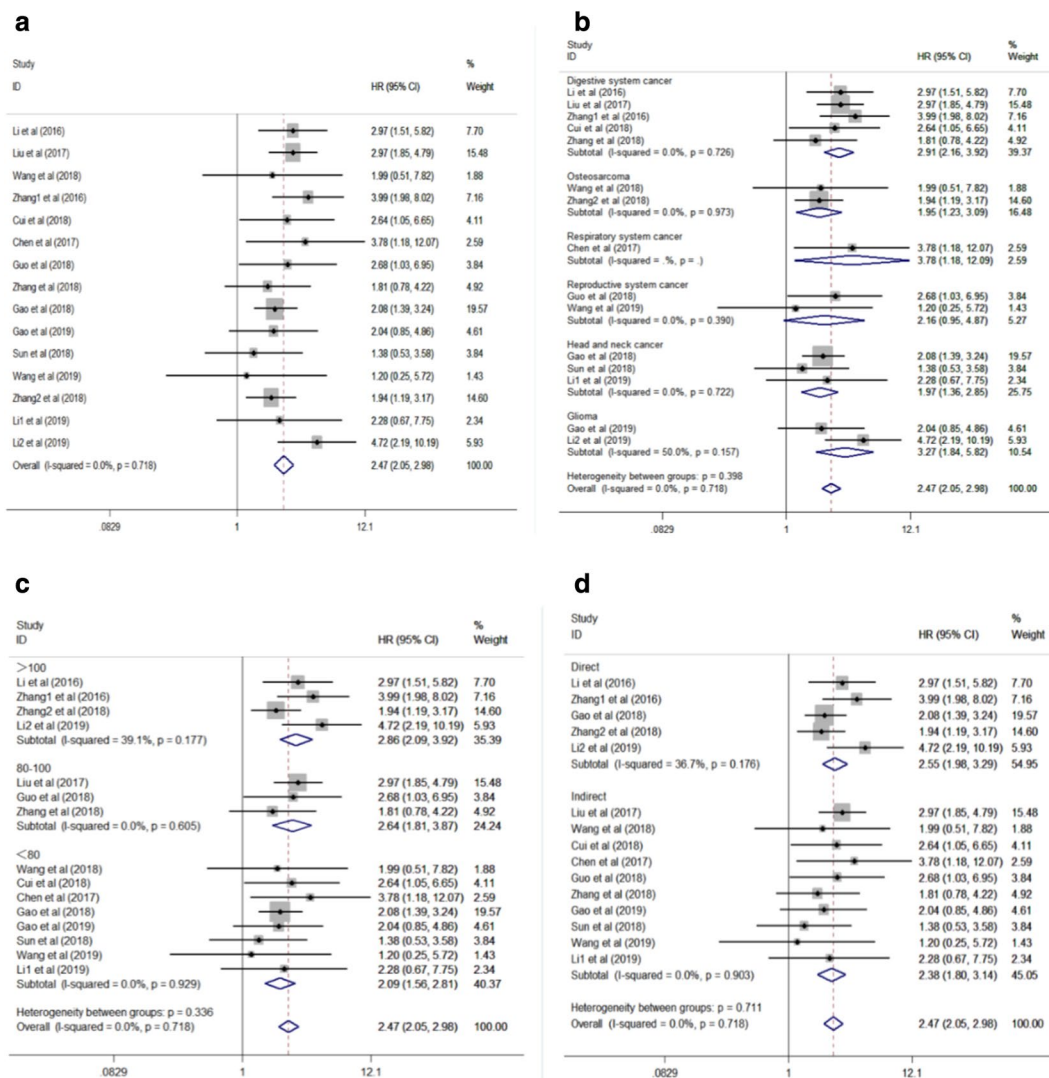 a
Study %
ID HR (95% CI) Weight
Li et al (2016) 2.97 (1.51, 5.82) 7.70
Liu et al (2017) 2.97 (1.85, 4.79) 15.48
Wang et al (2018) 1.99 (0.51, 7.82) 1.88
Zhang1 et al (2016) 3.99 (1.98, 8.02) 7.16
Cui et al (2018) 2.64 (1.05, 6.65) 4.11
Chen et al (2017) 3.78 (1.18, 12.07) 2.59
Guo et al (2018) 2.68 (1.03, 6.95) 3.84
Zhang et al (2018) 1.81 (0.78, 4.22) 4.92
Gao et al (2018) 2.08 (1.39, 3.24) 19.57
Gao et al (2019) 2.04 (0.85, 4.86) 4.61
Sun et al (2018) 1.38 (0.53, 3.58) 3.84
Wang et al (2019) 1.20 (0.25, 5.72) 1.43
Zhang2 et al (2018) 1.94 (1.19, 3.17) 14.60
Li1 et al (2019) 2.28 (0.67, 7.75) 2.34
Li2 et al (2019) 4.72 (2.19, 10.19) 5.93
Overall (I-squared = 0.0%, p = 0.718) 2.47 (2.05, 2.98) 100.00
.0829 1 12.1
b
Study %
ID HR (95% CI) Weight
Digestive system cancer
Li et al (2016) 2.97 (1.51, 5.82) 7.70
Liu et al (2017) 2.97 (1.85, 4.79) 15.48
Zhang1 et al (2016) 3.99 (1.98, 8.02) 7.16
Cui et al (2018) 2.64 (1.05, 6.65) 4.11
Zhang et al (2018) 1.81 (0.78, 4.22) 4.92
Subtotal (I-squared = 0.0%, p = 0.726) 2.91 (2.16, 3.92) 39.37
Osteosarcoma
Wang et al (2018) 1.99 (0.51, 7.82) 1.88
Zhang2 et al (2018) 1.94 (1.19, 3.17) 14.60
Subtotal (I-squared = 0.0%, p = 0.973) 1.95 (1.23, 3.09) 16.48
Respiratory system cancer
Chen et al (2017) 3.78 (1.18, 12.07) 2.59
Subtotal (I-squared = .%, p = .) 3.78 (1.18, 12.09) 2.59
Reproductive system cancer
Guo et al (2018) 2.68 (1.03, 6.95) 3.84
Wang et al (2019) 1.20 (0.25, 5.72) 1.43
Subtotal (I-squared = 0.0%, p = 0.390) 2.16 (0.95, 4.87) 5.27
Head and neck cancer
Gao et al (2018) 2.08 (1.39, 3.24) 19.57
Sun et al (2018) 1.38 (0.53, 3.58) 3.84
Li1 et al (2019) 2.28 (0.67, 7.75) 2.34
Subtotal (I-squared = 0.0%, p = 0.722) 1.97 (1.36, 2.85) 25.75
Glioma
Gao et al (2019) 2.04 (0.85, 4.86) 4.61
Li2 et al (2019) 4.72 (2.19, 10.19) 5.93
Subtotal (I-squared = 50.0%, p = 0.157) 3.27 (1.84, 5.82) 10.54
Heterogeneity between groups: p = 0.398
Overall (I-squared = 0.0%, p = 0.718) 2.47 (2.05, 2.98) 100.00
.0829 1 12.1
c
Study %
ID HR (95% CI) Weight
>100
Li et al (2016) 2.97 (1.51, 5.82) 7.70
Zhang1 et al (2016) 3.99 (1.98, 8.02) 7.16
Zhang2 et al (2018) 1.94 (1.19, 3.17) 14.60
Li2 et al (2019) 4.72 (2.19, 10.19) 5.93
Subtotal (I-squared = 39.1%, p = 0.177) 2.86 (2.09, 3.92) 35.39
80-100
Liu et al (2017) 2.97 (1.85, 4.79) 15.48
Guo et al (2018) 2.68 (1.03, 6.95) 3.84
Zhang et al (2018) 1.81 (0.78, 4.22) 4.92
Subtotal (I-squared = 0.0%, p = 0.605) 2.64 (1.81, 3.87) 24.24
<80
Wang et al (2018) 1.99 (0.51, 7.82) 1.88
Cui et al (2018) 2.64 (1.05, 6.65) 4.11
Chen et al (2017) 3.78 (1.18, 12.07) 2.59
Gao et al (2018) 2.08 (1.39, 3.24) 19.57
Gao et al (2019) 2.04 (0.85, 4.86) 4.61
Sun et al (2018) 1.38 (0.53, 3.58) 3.84
Wang et al (2019) 1.20 (0.25, 5.72) 1.43
Li1 et al (2019) 2.28 (0.67, 7.75) 2.34
Subtotal (I-squared = 0.0%, p = 0.929) 2.09 (1.56, 2.81) 40.37
Heterogeneity between groups: p = 0.336
Overall (I-squared = 0.0%, p = 0.718) 2.47 (2.05, 2.98) 100.00
.0829 1 12.1
d
Study %
ID HR (95% CI) Weight
Direct
Li et al (2016) 2.97 (1.51, 5.82) 7.70
Zhang1 et al (2016) 3.99 (1.98, 8.02) 7.16
Gao et al (2018) 2.08 (1.39, 3.24) 19.57
Zhang2 et al (2018) 1.94 (1.19, 3.17) 14.60
Li2 et al (2019) 4.72 (2.19, 10.19) 5.93
Subtotal (I-squared = 36.7%, p = 0.176) 2.55 (1.98, 3.29) 54.95
Indirect
Liu et al (2017) 2.97 (1.85, 4.79) 15.48
Wang et al (2018) 1.99 (0.51, 7.82) 1.88
Cui et al (2018) 2.64 (1.05, 6.65) 4.11
Chen et al (2017) 3.78 (1.18, 12.07) 2.59
Guo et al (2018) 2.68 (1.03, 6.95) 3.84
Zhang et al (2018) 1.81 (0.78, 4.22) 4.92
Gao et al (2019) 2.04 (0.85, 4.86) 4.61
Sun et al (2018) 1.38 (0.53, 3.58) 3.84
Wang et al (2019) 1.20 (0.25, 5.72) 1.43
Li1 et al (2019) 2.28 (0.67, 7.75) 2.34
Subtotal (I-squared = 0.0%, p = 0.903) 2.38 (1.80, 3.14) 45.05
Heterogeneity between groups: p = 0.711
Overall (I-squared = 0.0%, p = 0.718) 2.47 (2.05, 2.98) 100.00
.0829 1 12.1